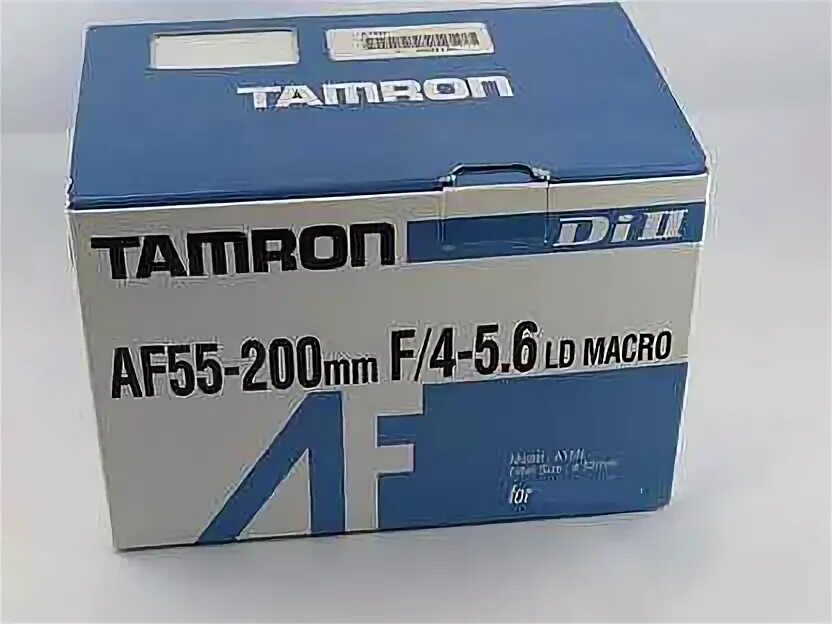 TAMRON
TAMRON Di II
AF55-200mm F/4-5.6 LD MACRO
AF
for